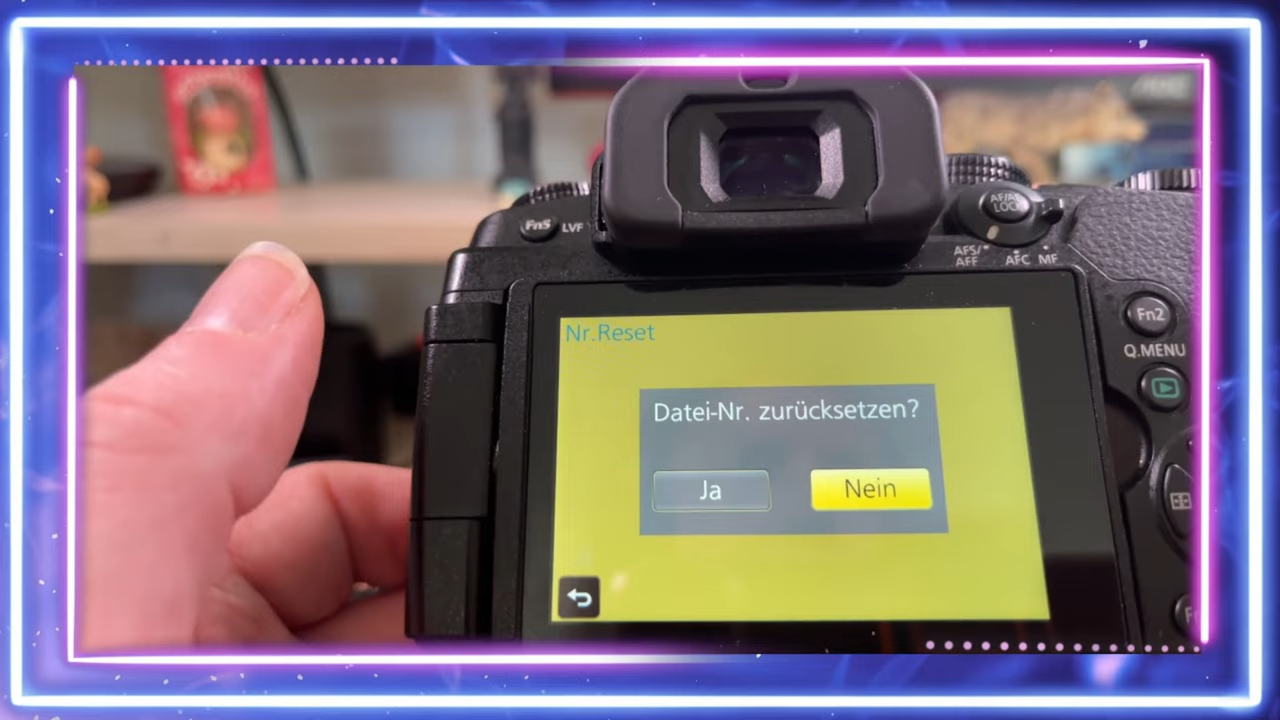 Fn5 LVF
AF/AE
LOCK
AFS/
AFF AFC MF
Fn2
Q.MENU
Nr.Reset
Datei-Nr. zurücksetzen?
Ja Nein